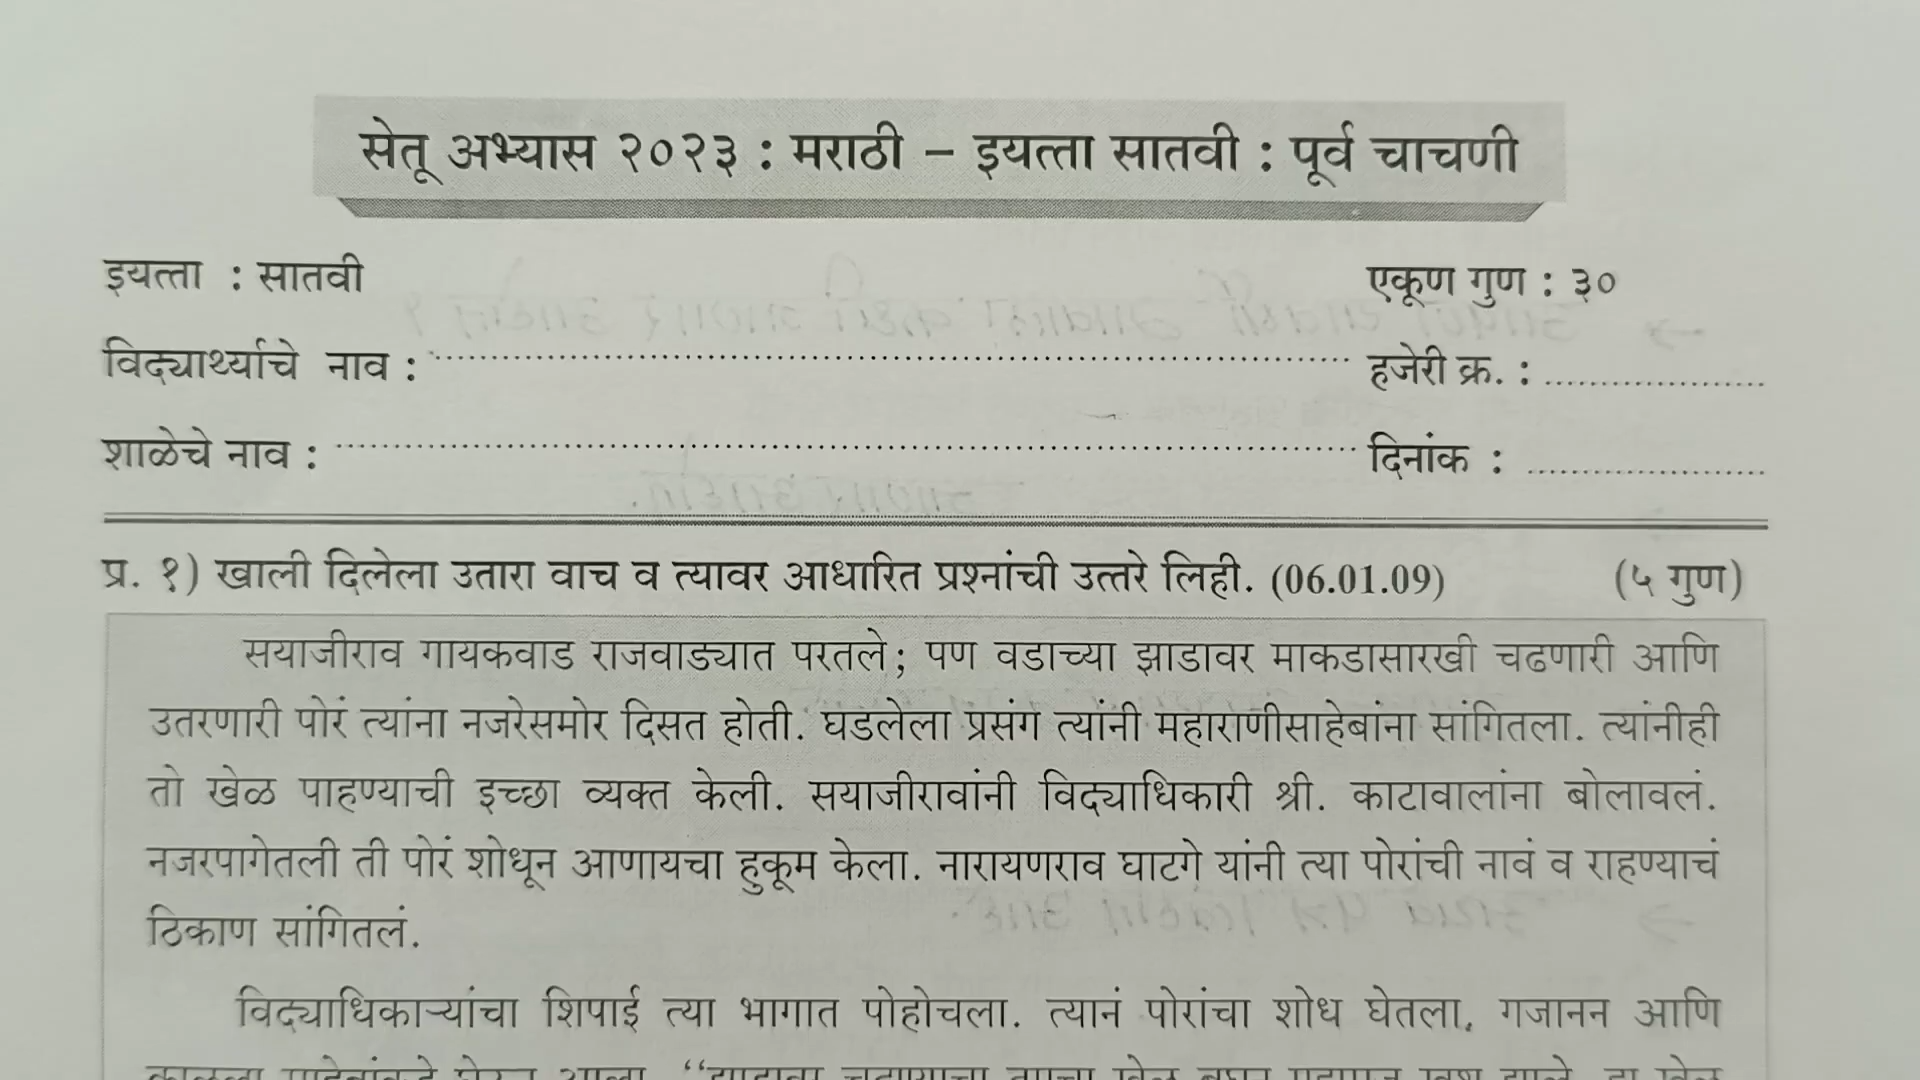 सेतू अभ्यास २०२३ : मराठी – इयत्ता सातवी : पूर्व चाचणी
इयत्ता : सातवी एकूण गुण : ३०
विद्यार्थ्याचे नाव : हजेरी क्र. :
शाळेचे नाव : दिनांक :
प्र. १) खाली दिलेला उतारा वाच व त्यावर आधारित प्रश्नांची उत्तरे लिही. (06.01.09) (५ गुण)
सयाजीराव गायकवाड राजवाड्यात परतले; पण वडाच्या झाडावर माकडासारखी चढणारी आणि
उतरणारी पोरं त्यांना नजरेसमोर दिसत होती. घडलेला प्रसंग त्यांनी महाराणीसाहेबांना सांगितला. त्यांनीही
तो खेळ पाहण्याची इच्छा व्यक्त केली. सयाजीरावांनी विद्याधिकारी श्री. काटावालांना बोलावलं.
नजरपागेतली ती पोरं शोधून आणायचा हुकूम केला. नारायणराव घाटगे यांनी त्या पोरांची नावं व राहण्याचं
ठिकाण सांगितलं.
विद्याधिकाऱ्यांचा शिपाई त्या भागात पोहोचला. त्यानं पोरांचा शोध घेतला. गजानन आणि